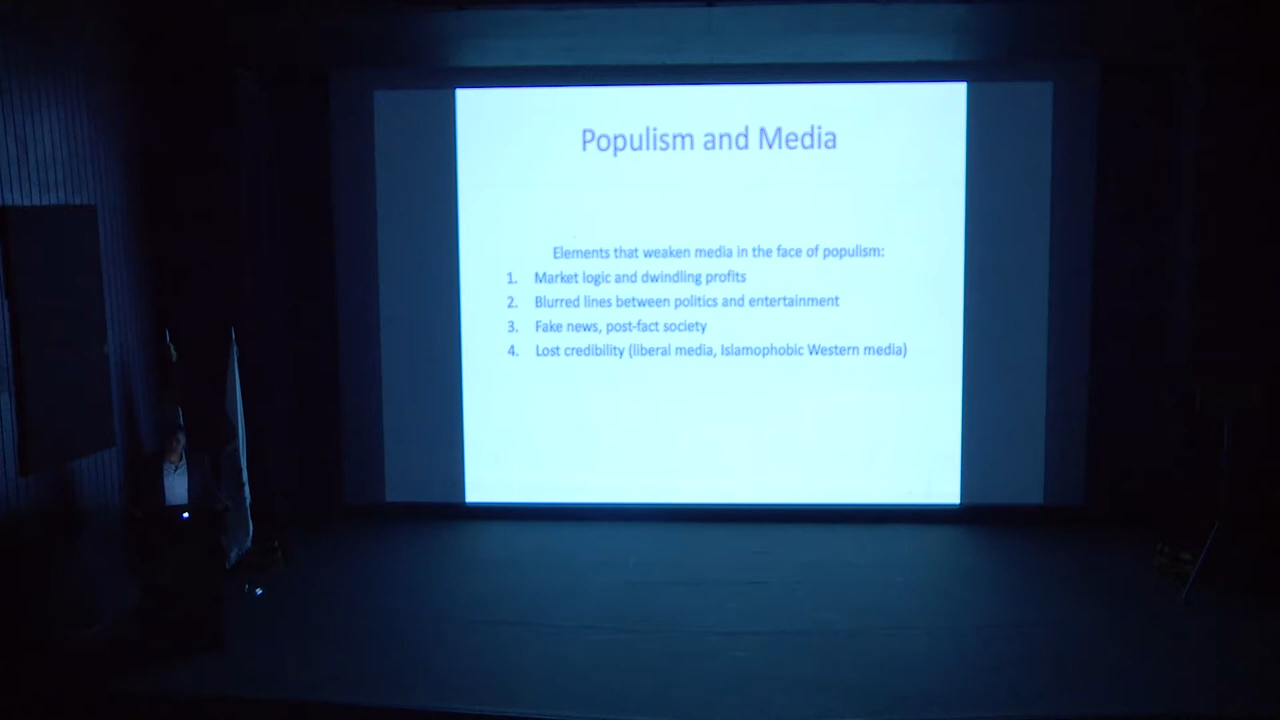 Populism and Media
Elements that weaken media in the face of populism:
1. Market logic and dwindling profits
2. Blurred lines between politics and entertainment
3. Fake news, post-fact society
4. Lost credibility (liberal media, Islamophobic Western media)